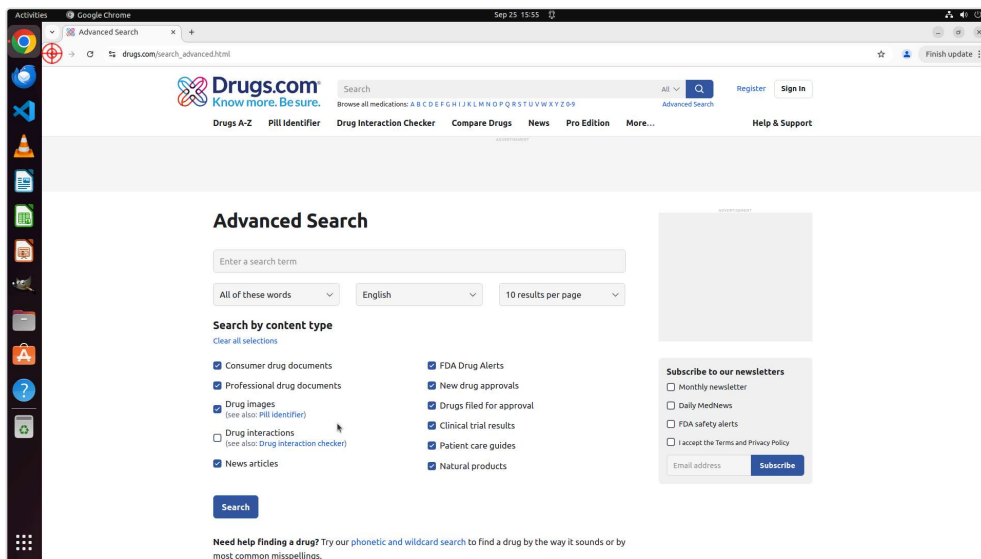 Activities
Google Chrome
Sep 25 15:55
Advanced Search
drugs.com/search_advanced.html
Finish update
Drugs.com
Know more. Be sure.
Search
All
Browse all medications: A B C D E F G H I J K L M N O P Q R S T U V W X Y Z 0-9
Advanced Search
Register
Sign In
Drugs A-Z
Pill Identifier
Drug Interaction Checker
Compare Drugs
News
Pro Edition
More...
Help & Support
ADVERTISEMENT
Advanced Search
Enter a search term
All of these words
English
10 results per page
Search by content type
Clear all selections
Consumer drug documents
Professional drug documents
Drug images
(see also: Pill identifier)
Drug interactions
(see also: Drug interaction checker)
News articles
FDA Drug Alerts
New drug approvals
Drugs filed for approval
Clinical trial results
Patient care guides
Natural products
Search
Need help finding a drug? Try our phonetic and wildcard search to find a drug by the way it sounds or by
most common misspellings.
ADVERTISEMENT
Subscribe to our newsletters
Monthly newsletter
Daily MedNews
FDA safety alerts
I accept the Terms and Privacy Policy
Email address
Subscribe